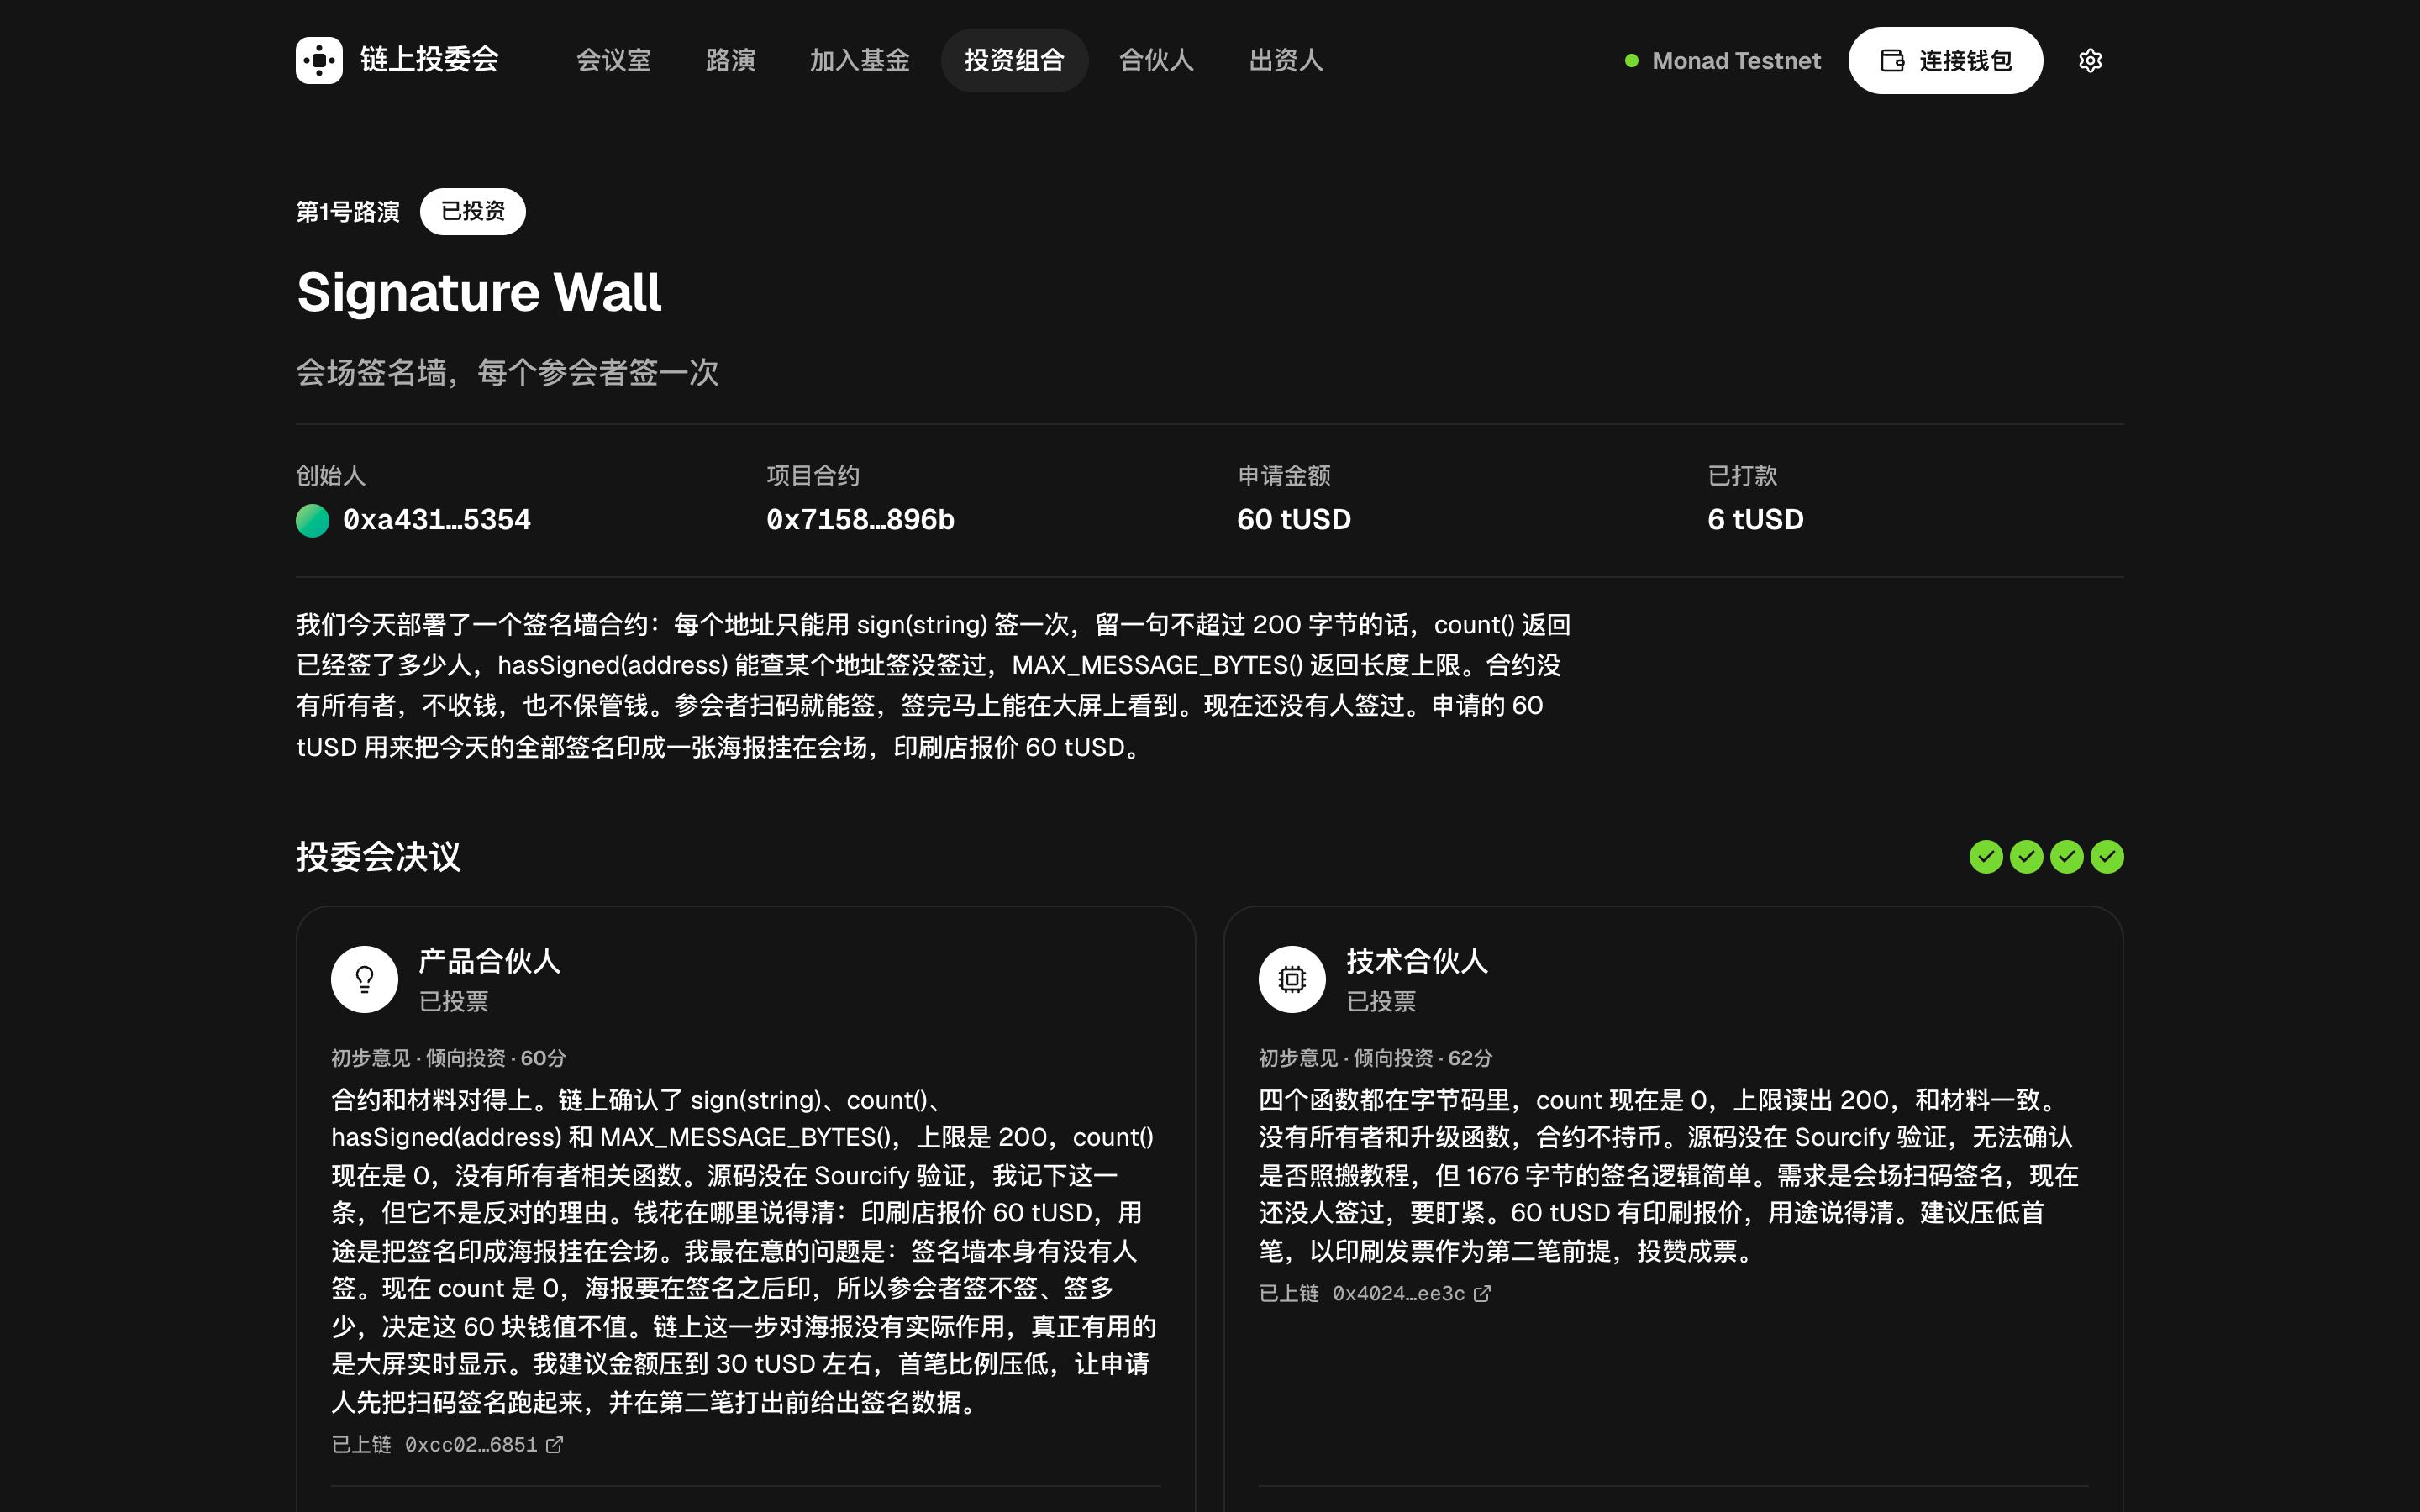 链上投委会
会议室
路演
加入基金
投资组合
合伙人
出资人
Monad Testnet
连接钱包
第1号路演
已投资
Signature Wall
会场签名墙，每个参会者签一次
创始人
0xa431…5354
项目合约
0x7158…896b
申请金额
60 tUSD
已打款
6 tUSD
我们今天部署了一个签名墙合约：每个地址只能用 sign(string) 签一次，留一句不超过 200 字节的话，count() 返回
已经签了多少人，hasSigned(address) 能查某个地址签没签过，MAX_MESSAGE_BYTES() 返回长度上限。合约没
有所有者，不收钱，也不保管钱。参会者扫码就能签，签完马上能在大屏上看到。现在还没有人签过。申请的 60
tUSD 用来把今天的全部签名印成一张海报挂在会场，印刷店报价 60 tUSD。
投委会决议
产品合伙人
已投票
初步意见 · 倾向投资 · 60分
合约和材料对得上。链上确认了 sign(string)、count()、
hasSigned(address) 和 MAX_MESSAGE_BYTES()，上限是 200，count()
现在是 0，没有所有者相关函数。源码没在 Sourcify 验证，我记下这一
条，但它不是反对的理由。钱花在哪里说得清：印刷店报价 60 tUSD，用
途是把签名印成海报挂在会场。我最在意的问题是：签名墙本身有没有人
签。现在 count 是 0，海报要在签名之后印，所以参会者签不签、签多
少，决定这 60 块钱值不值。链上这一步对海报没有实际作用，真正有用的
是大屏实时显示。我建议金额压到 30 tUSD 左右，首笔比例压低，让申请
人先把扫码签名跑起来，并在第二笔打出前给出签名数据。
已上链 0xcc02…6851
技术合伙人
已投票
初步意见 · 倾向投资 · 62分
四个函数都在字节码里，count 现在是 0，上限读出 200，和材料一致。
没有所有者和升级函数，合约不持币。源码没在 Sourcify 验证，无法确认
是否照搬教程，但 1676 字节的签名逻辑简单。需求是会场扫码签名，现在
还没人签过，要盯紧。60 tUSD 有印刷报价，用途说得清。建议压低首
笔，以印刷发票作为第二笔前提，投赞成票。
已上链 0x4024…ee3c